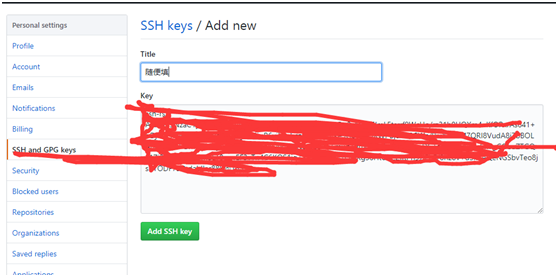 Personal settings
Profile
Account
Emails
Notifications
Billing
SSH and GPG keys
Security
Blocked users
Repositories
Organizations
Saved replies
Applications
SSH keys / Add new
Title
随便填
Key
Add SSH key